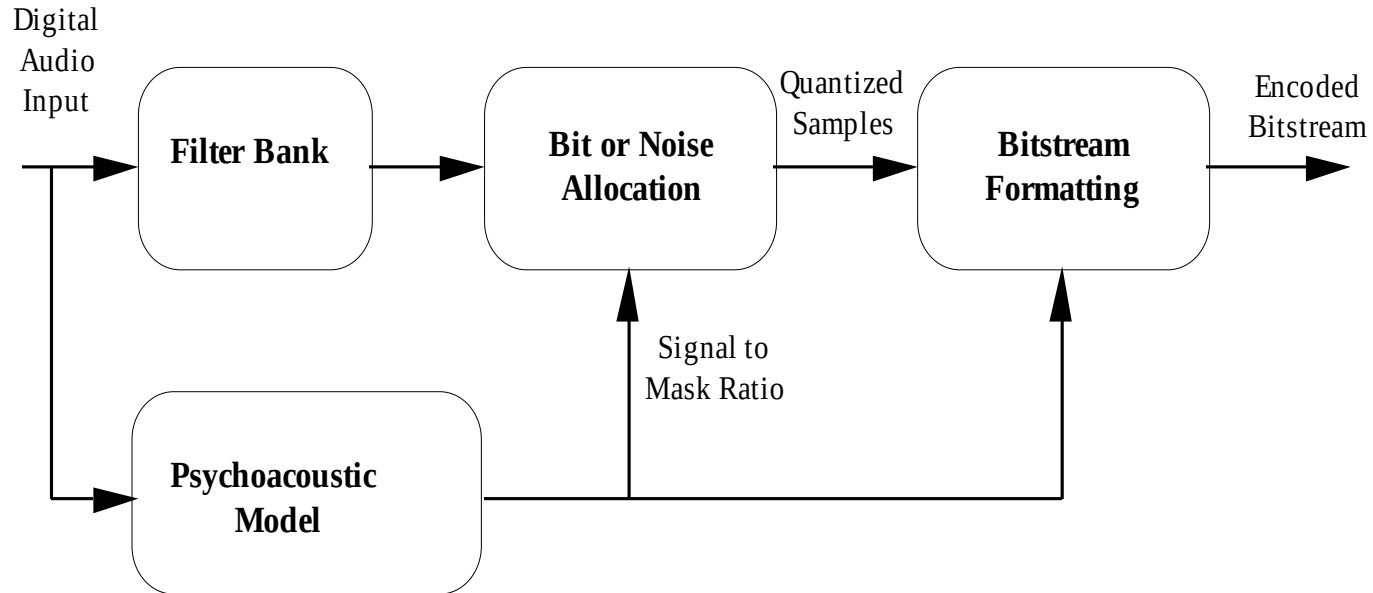 Digital
Audio
Input
Filter Bank
Bit or Noise
Allocation
Quantized
Samples
Bitstream
Formatting
Encoded
Bitstream
Signal to
Mask Ratio
Psychoacoustic
Model